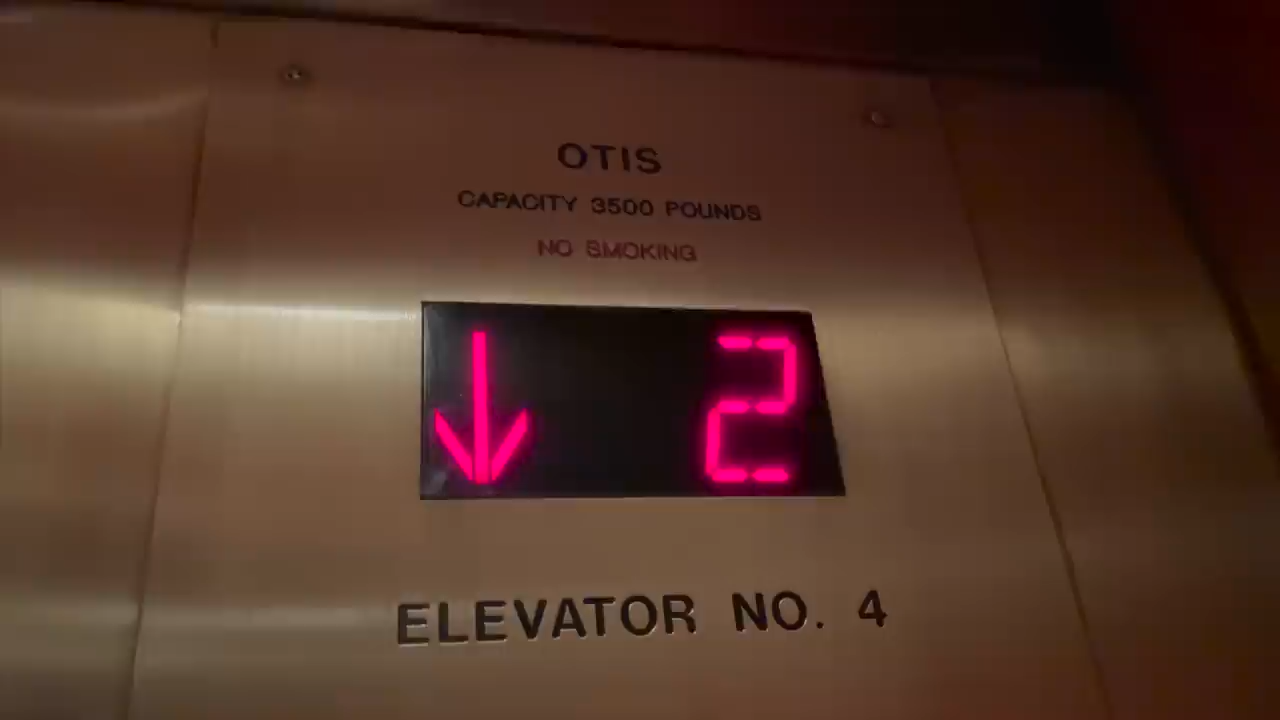 OTIS
CAPACITY 3500 POUNDS
NO SMOKING
↓ 2
ELEVATOR NO. 4